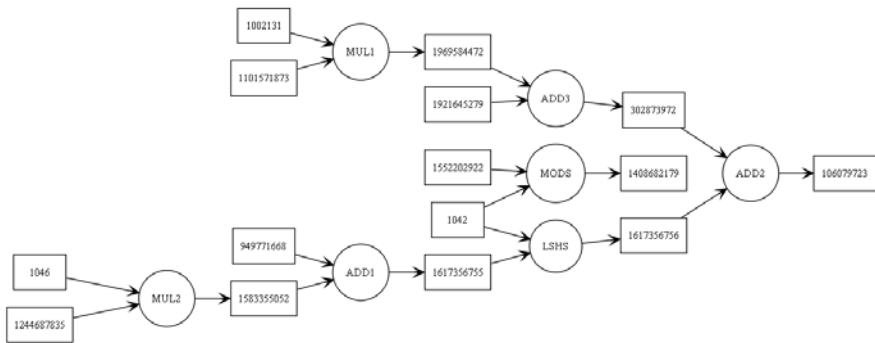 1002131
MUL1
1969584472
1101571873
1921645279
ADD3
302873972
1552202922
MODS
1408682179
ADD2
106079723
1042
949771668
LSHS
1617356756
1046
ADD1
1617356755
MUL2
1583355052
1244687835